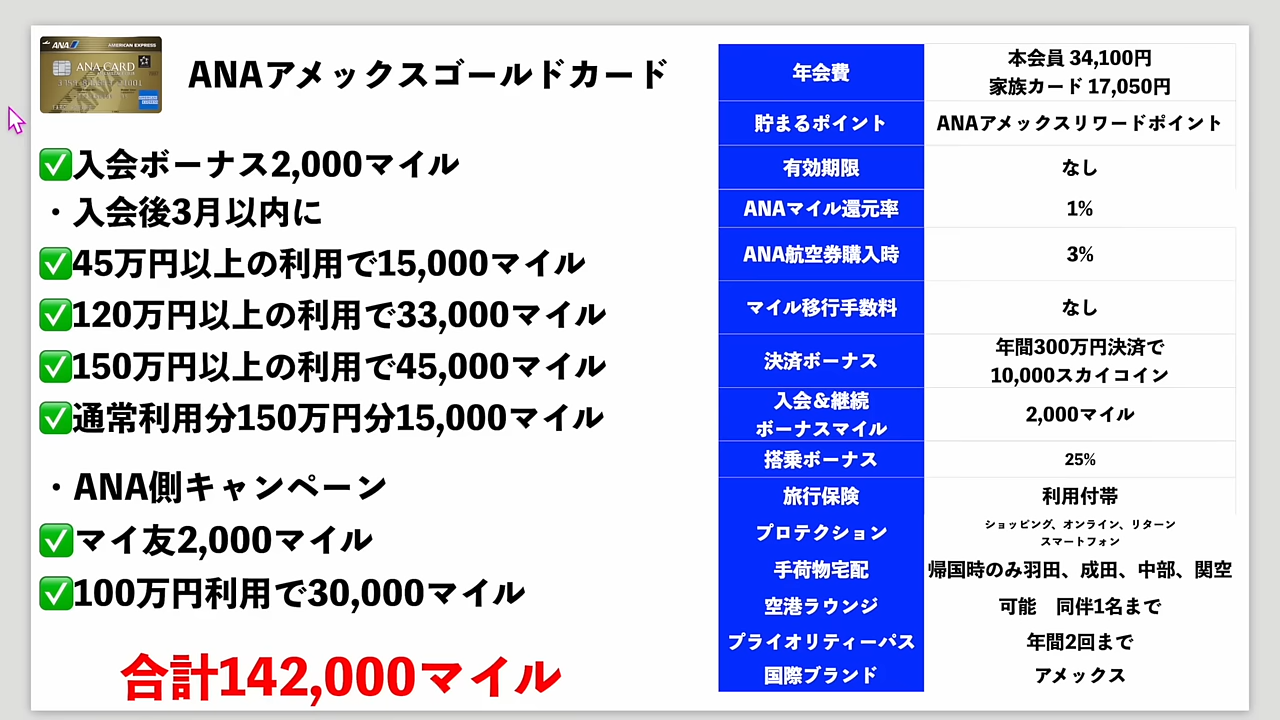 ANA AMERICAN EXPRESS
ANA CARD
ANAアメックスゴールドカード
✅入会ボーナス2,000マイル
・入会後3月以内に
✅45万円以上の利用で15,000マイル
✅120万円以上の利用で33,000マイル
✅150万円以上の利用で45,000マイル
✅通常利用分150万円分15,000マイル
・ANA側キャンペーン
✅マイ友2,000マイル
✅100万円利用で30,000マイル
合計142,000マイル
年会費 本会員 34,100円
家族カード 17,050円
貯まるポイント ANAアメックスリワードポイント
有効期限 なし
ANAマイル還元率 1%
ANA航空券購入時 3%
マイル移行手数料 なし
決済ボーナス 年間300万円決済で
10,000スカイコイン
入会&継続
ボーナスマイル 2,000マイル
搭乗ボーナス 25%
旅行保険 利用付帯
プロテクション ショッピング、オンライン、リターン
スマートフォン
手荷物宅配 帰国時のみ羽田、成田、中部、関空
空港ラウンジ 可能 同伴1名まで
プライオリティーパス 年間2回まで
国際ブランド アメックス